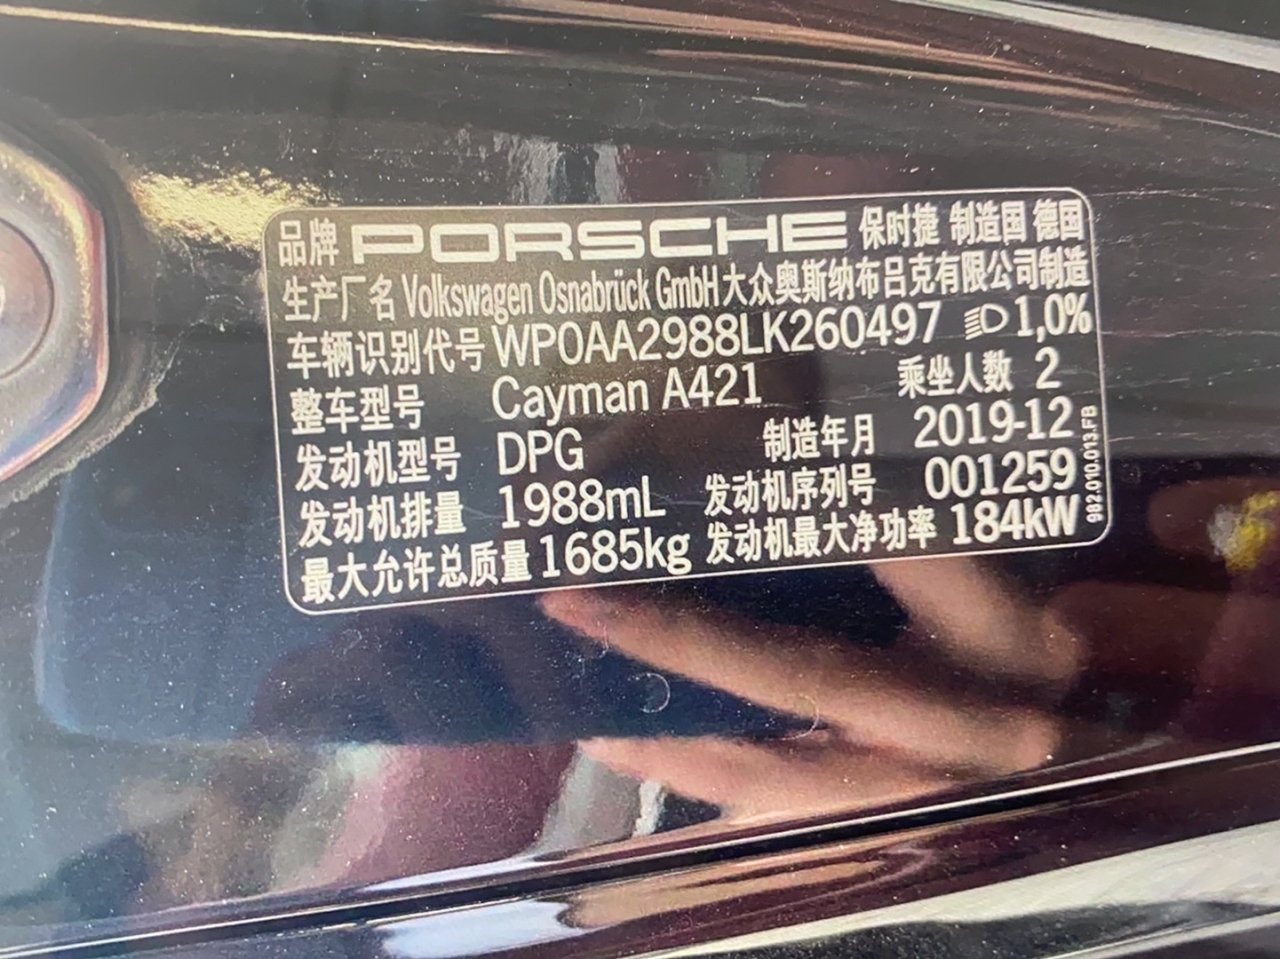 品牌 PORSCHE 保时捷 制造国 德国
生产厂名 Volkswagen Osnabrück GmbH大众奥斯纳布吕克有限公司制造
车辆识别代号 WP0AA2988LK260497 1,0%
整车型号 Cayman A421 乘坐人数 2
发动机型号 DPG 制造年月 2019-12
发动机排量 1988mL 发动机序列号 001259
最大允许总质量 1685kg 发动机最大净功率 184kW
982.010.013.FB